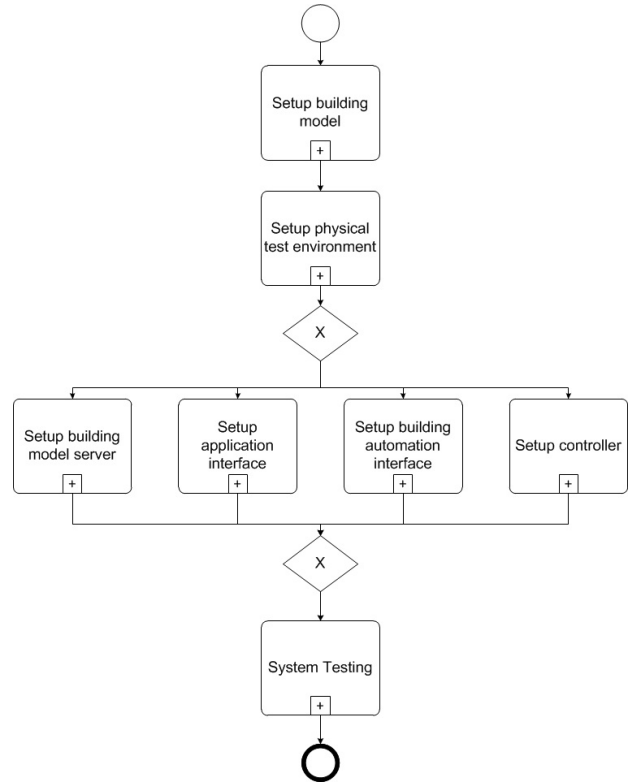 Setup building
model
+
Setup physical
test environment
+
X
Setup building
model server
+
Setup
application
interface
+
Setup building
automation
interface
+
Setup controller
+
X
System Testing
+